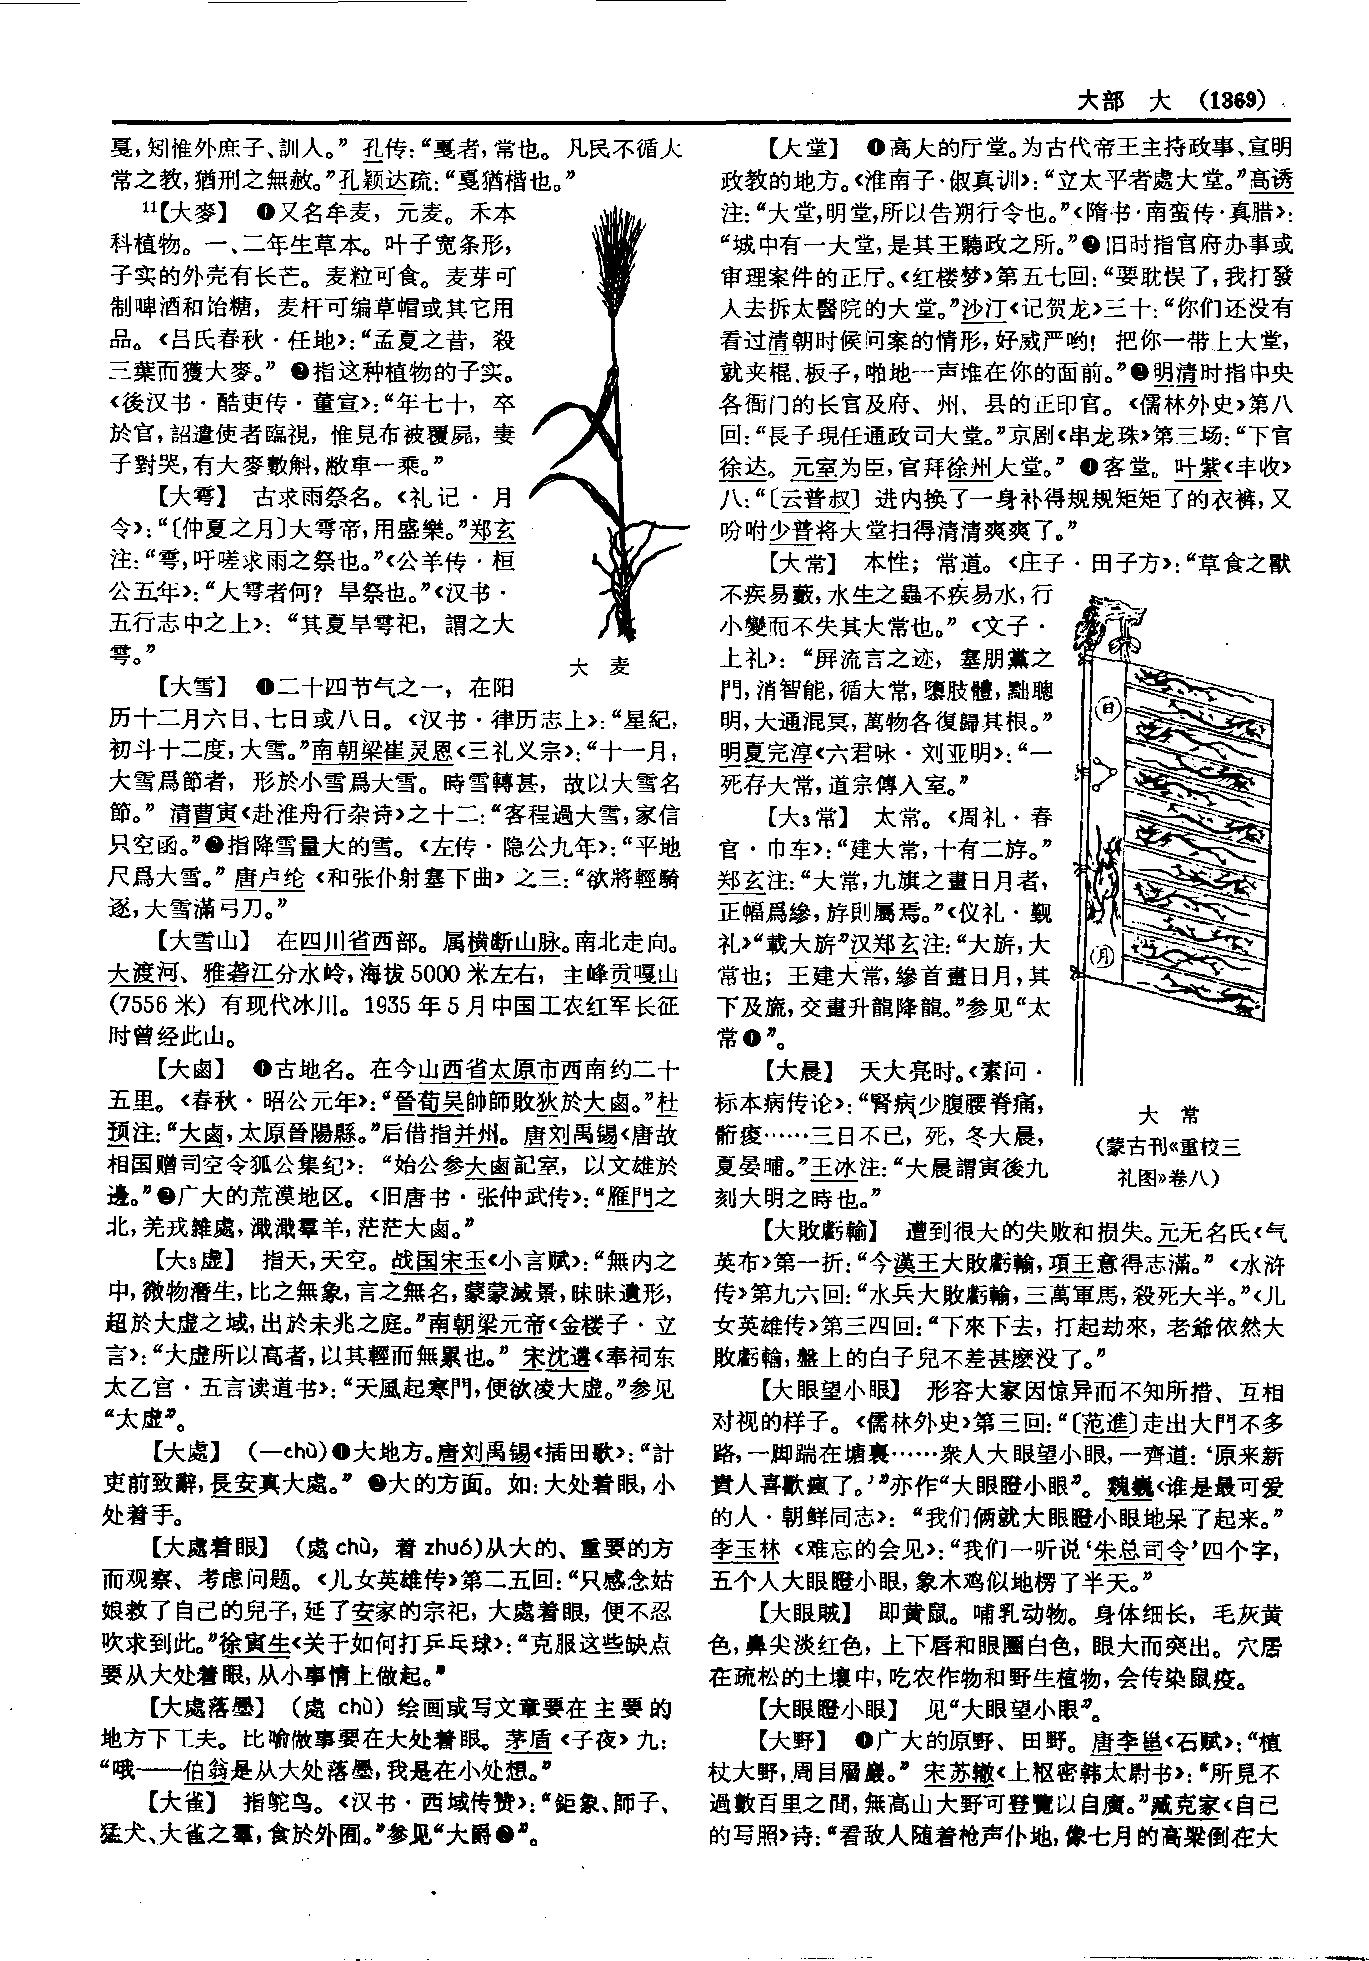 大部　大　(1369)
戛，矧惟外庶子、訓人。”孔传：“戛者，常也。凡民不循大
常之教，猶刑之無赦。”孔颖达疏：“戛猶楷也。”
11【大麥】　❶又名牟麦，元麦。禾本
科植物。一、二年生草本。叶子宽条形，
子实的外壳有长芒。麦粒可食。麦芽可
制啤酒和饴糖，麦杆可编草帽或其它用
品。《吕氏春秋·任地》：“孟夏之昔，殺
三葉而獲大麥。”❷指这种植物的子实。
《後汉书·酷吏传·董宣》：“年七十，卒
於官，詔遣使者臨視，惟見布被覆屍，妻
子對哭，有大麥數斛，敝車一乘。”
【大雩】　古求雨祭名。《礼记·月
令》：“〔仲夏之月〕大雩帝，用盛樂。”郑玄
注：“雩，吁嗟求雨之祭也。”《公羊传·桓
公五年》：“大雩者何？旱祭也。”《汉书·
五行志中之上》：“其夏旱雩祀，謂之大
雩。”
大　麦
【大雪】　❶二十四节气之一，在阳
历十二月六日、七日或八日。《汉书·律历志上》：“星紀，
初斗十二度，大雪。”南朝梁崔灵恩《三礼义宗》：“十一月，
大雪爲節者，形於小雪爲大雪。時雪轉甚，故以大雪名
節。”清曹寅《赴淮舟行杂诗》之十二：“客程過大雪，家信
只空函。”❷指降雪量大的雪。《左传·隐公九年》：“平地
尺爲大雪。”唐卢纶《和张仆射塞下曲》之三：“欲將輕騎
逐，大雪滿弓刀。”
【大雪山】　在四川省西部。属横断山脉。南北走向。
大渡河、雅砻江分水岭，海拔5000米左右，主峰贡嘎山
(7556米)有现代冰川。1935年5月中国工农红军长征
时曾经此山。
【大鹵】　❶古地名。在今山西省太原市西南约二十
五里。《春秋·昭公元年》：“晉荀吴帥師敗狄於大鹵。”杜
预注：“大鹵，太原晉陽縣。”后借指并州。唐刘禹锡《唐故
相国赠司空令狐公集纪》：“始公参大鹵記室，以文雄於
邊。”❷广大的荒漠地区。《旧唐书·张仲武传》：“雁門之
北，羌戎雜處，濈濈羣羊，茫茫大鹵。”
【大3虚】　指天，天空。战国宋玉《小言赋》：“無内之
中，微物潛生，比之無象，言之無名，蒙蒙滅景，昧昧遺形，
超於大虚之域，出於未兆之庭。”南朝梁元帝《金楼子·立
言》：“大虚所以高者，以其輕而無累也。”宋沈遘《奉祠东
太乙宫·五言读道书》：“天風起寒門，便欲凌大虚。”参见
“太虚”。
【大處】　(—chù)❶大地方。唐刘禹锡《插田歌》：“計
吏前致辭，長安真大處。”❷大的方面。如：大处着眼，小
处着手。
【大處着眼】　(處chù，着zhuó)从大的、重要的方
而观察、考虑问题。《儿女英雄传》第二五回：“只感念姑
娘救了自己的兒子，延了安家的宗祀，大處着眼，便不忍
吹求到此。”徐寅生《关于如何打乒乓球》：“克服这些缺点
要从大处着眼，从小事情上做起。”
【大處落墨】　(處chù)绘画或写文章要在主要的
地方下工夫。比喻做事要在大处着眼。茅盾《子夜》九：
“哦——伯翁是从大处落墨，我是在小处想。”
【大雀】　指鸵鸟。《汉书·西域传赞》：“鉅象、師子、
猛犬、大雀之羣，食於外囿。”参见“大爵❷”。
【大堂】　❶高大的厅堂。为古代帝王主持政事、宣明
政教的地方。《淮南子·俶真训》：“立太平者處大堂。”高诱
注：“大堂，明堂，所以告朔行令也。”《隋书·南蛮传·真腊》：
“城中有一大堂，是其王聽政之所。”❷旧时指官府办事或
审理案件的正厅。《红楼梦》第五七回：“要耽悮了，我打發
人去拆太醫院的大堂。”沙汀《记贺龙》三十：“你们还没有
看过清朝时候问案的情形，好威严哟！把你一带上大堂，
就夹棍、板子，啪地一声堆在你的面前。”❸明清时指中央
各衙门的长官及府、州、县的正印官。《儒林外史》第八
回：“長子現任通政司大堂。”京剧《串龙珠》第三场：“下官
徐达。元室为臣，官拜徐州大堂。”❹客堂。叶紫《丰收》
八：“〔云普叔〕进内换了一身补得规规矩矩了的衣裤，又
吩咐少普将大堂扫得清清爽爽了。”
【大常】　本性；常道。《庄子·田子方》：“草食之獸
不疾易藪，水生之蟲不疾易水，行
小變而不失其大常也。”《文子·
上礼》：“屏流言之迹，塞朋黨之
門，消智能，循大常，隳肢體，黜聰
明，大通混冥，萬物各復歸其根。”
明夏完淳《六君咏·刘亚明》：“一
死存大常，道宗傳入室。”
【大3常】　太常。《周礼·春
官·巾车》：“建大常，十有二斿。”
郑玄注：“大常，九旗之畫日月者，
正幅爲縿，斿則屬焉。”《仪礼·觐
礼》“載大旂”汉郑玄注：“大旂，大
常也；王建大常，縿首畫日月，其
下及旒，交畫升龍降龍。”参见“太
常❶”。
日
月
大　常
(蒙古刊《重校三
礼图》卷八)
【大晨】　天大亮时。《素问·
标本病传论》：“腎病少腹腰脊痛，
䯒痠……三日不已，死，冬大晨，
夏晏晡。”王冰注：“大晨謂寅後九
刻大明之時也。”
【大敗虧輸】　遭到很大的失败和损失。元无名氏《气
英布》第一折：“今漢王大敗虧輸，項王意得志滿。”《水浒
传》第九六回：“水兵大敗虧輸，三萬軍馬，殺死大半。”《儿
女英雄传》第三四回：“下來下去，打起劫來，老爺依然大
敗虧輸，盤上的白子兒不差甚麽没了。”
【大眼望小眼】　形容大家因惊异而不知所措、互相
对视的样子。《儒林外史》第三回：“〔范進〕走出大門不多
路，一脚踹在塘裏……衆人大眼望小眼，一齊道：‘原来新
貴人喜歡瘋了。’”亦作“大眼瞪小眼”。魏巍《谁是最可爱
的人·朝鲜同志》：“我们俩就大眼瞪小眼地呆了起来。”
李玉林《难忘的会见》：“我们一听说‘朱总司令’四个字，
五个人大眼瞪小眼，象木鸡似地楞了半天。”
【大眼贼】　即黄鼠。哺乳动物。身体细长，毛灰黄
色，鼻尖淡红色，上下唇和眼圈白色，眼大而突出。穴居
在疏松的土壤中，吃农作物和野生植物，会传染鼠疫。
【大眼瞪小眼】　见“大眼望小眼”。
【大野】　❶广大的原野、田野。唐李邕《石赋》：“植
杖大野，周目層巖。”宋苏辙《上枢密韩太尉书》：“所見不
過數百里之間，無高山大野可登覽以自廣。”臧克家《自己
的写照》诗：“看敌人随着枪声仆地，像七月的高粱倒在大